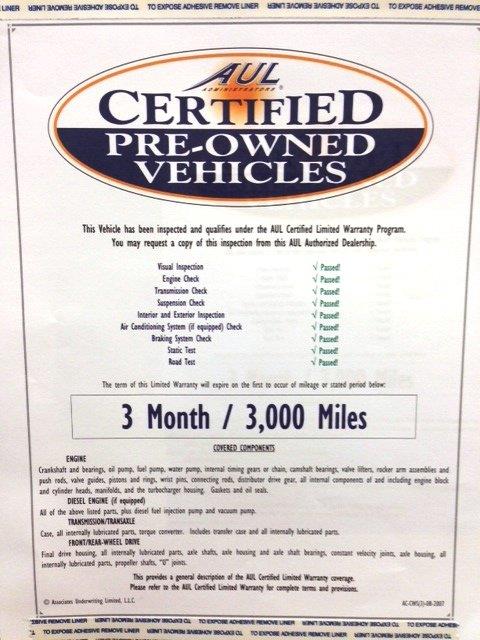 LINER TO EXPOSE ADHESIVE REMOVE LINER TO EXPOSE ADHESIVE REMOVE LINER TO EXPOSE ADHESIVE REMOVE LINER TO EXPOSE ADHESIVE REMOVE LINER
AUL
ADMINISTRATORS
CERTIFIED
PRE-OWNED
VEHICLES
This Vehicle has been inspected and qualifies under the AUL Certified Limited Warranty Program.
You may request a copy of this inspection from this AUL Authorized Dealership.
Visual Inspection √ Passed!
Engine Check √ Passed!
Transmission Check √ Passed!
Suspension Check √ Passed!
Interior and Exterior Inspection √ Passed!
Air Conditioning System (if equipped) Check √ Passed!
Braking System Check √ Passed!
Static Test √ Passed!
Road Test √ Passed!
The term of this Limited Warranty will expire on the first to occur of mileage or stated period below:
3 Month / 3,000 Miles
COVERED COMPONENTS
ENGINE
Crankshaft and bearings, oil pump, fuel pump, water pump, internal timing gears or chain, camshaft bearings, valve lifters, rocker arm assemblies and
push rods, valve guides, pistons and rings, wrist pins, connecting rods, distributor drive gear, all internal components of and including engine block
and cylinder heads, manifolds, and the turbocharger housing. Gaskets and oil seals.
DIESEL ENGINE (if equipped)
All of the above listed parts, plus diesel fuel injection pump and vacuum pump.
TRANSMISSION/TRANSAXLE
Case, all internally lubricated parts, torque converter. Includes transfer case and all internally lubricated parts.
FRONT/REAR-WHEEL DRIVE
Final drive housing, all internally lubricated parts, axle shafts, axle housing and axle shaft bearings, constant velocity joints, axle housing, all
internally lubricated parts, propeller shafts, "U" joints.
This provides a general description of the AUL Certified Limited Warranty coverage.
Please refer to the AUL Certified Limited Warranty for complete terms and provisions.
© Associates Underwriting Limited, L.L.C. AC-CWS(3)-08-2007
TO EXPOSE ADHESIVE REMOVE LINER TO EXPOSE ADHESIVE REMOVE LINER TO EXPOSE ADHESIVE REMOVE LINER